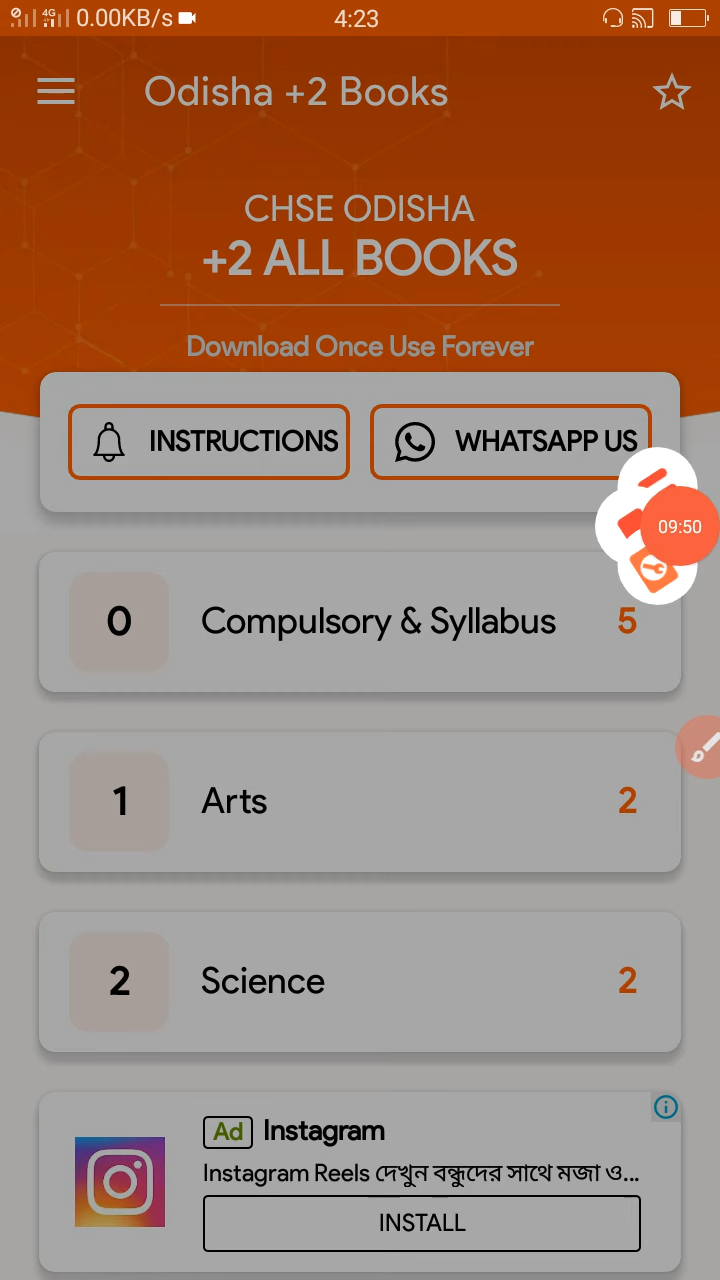 4G 0.00KB/s 4:23
Odisha +2 Books
CHSE ODISHA
+2 ALL BOOKS
Download Once Use Forever
INSTRUCTIONS WHATSAPP US
09:50
0 Compulsory & Syllabus 5
1 Arts 2
2 Science 2
Ad Instagram
Instagram Reels দেখুন বন্ধুদের সাথে মজা ও...
INSTALL